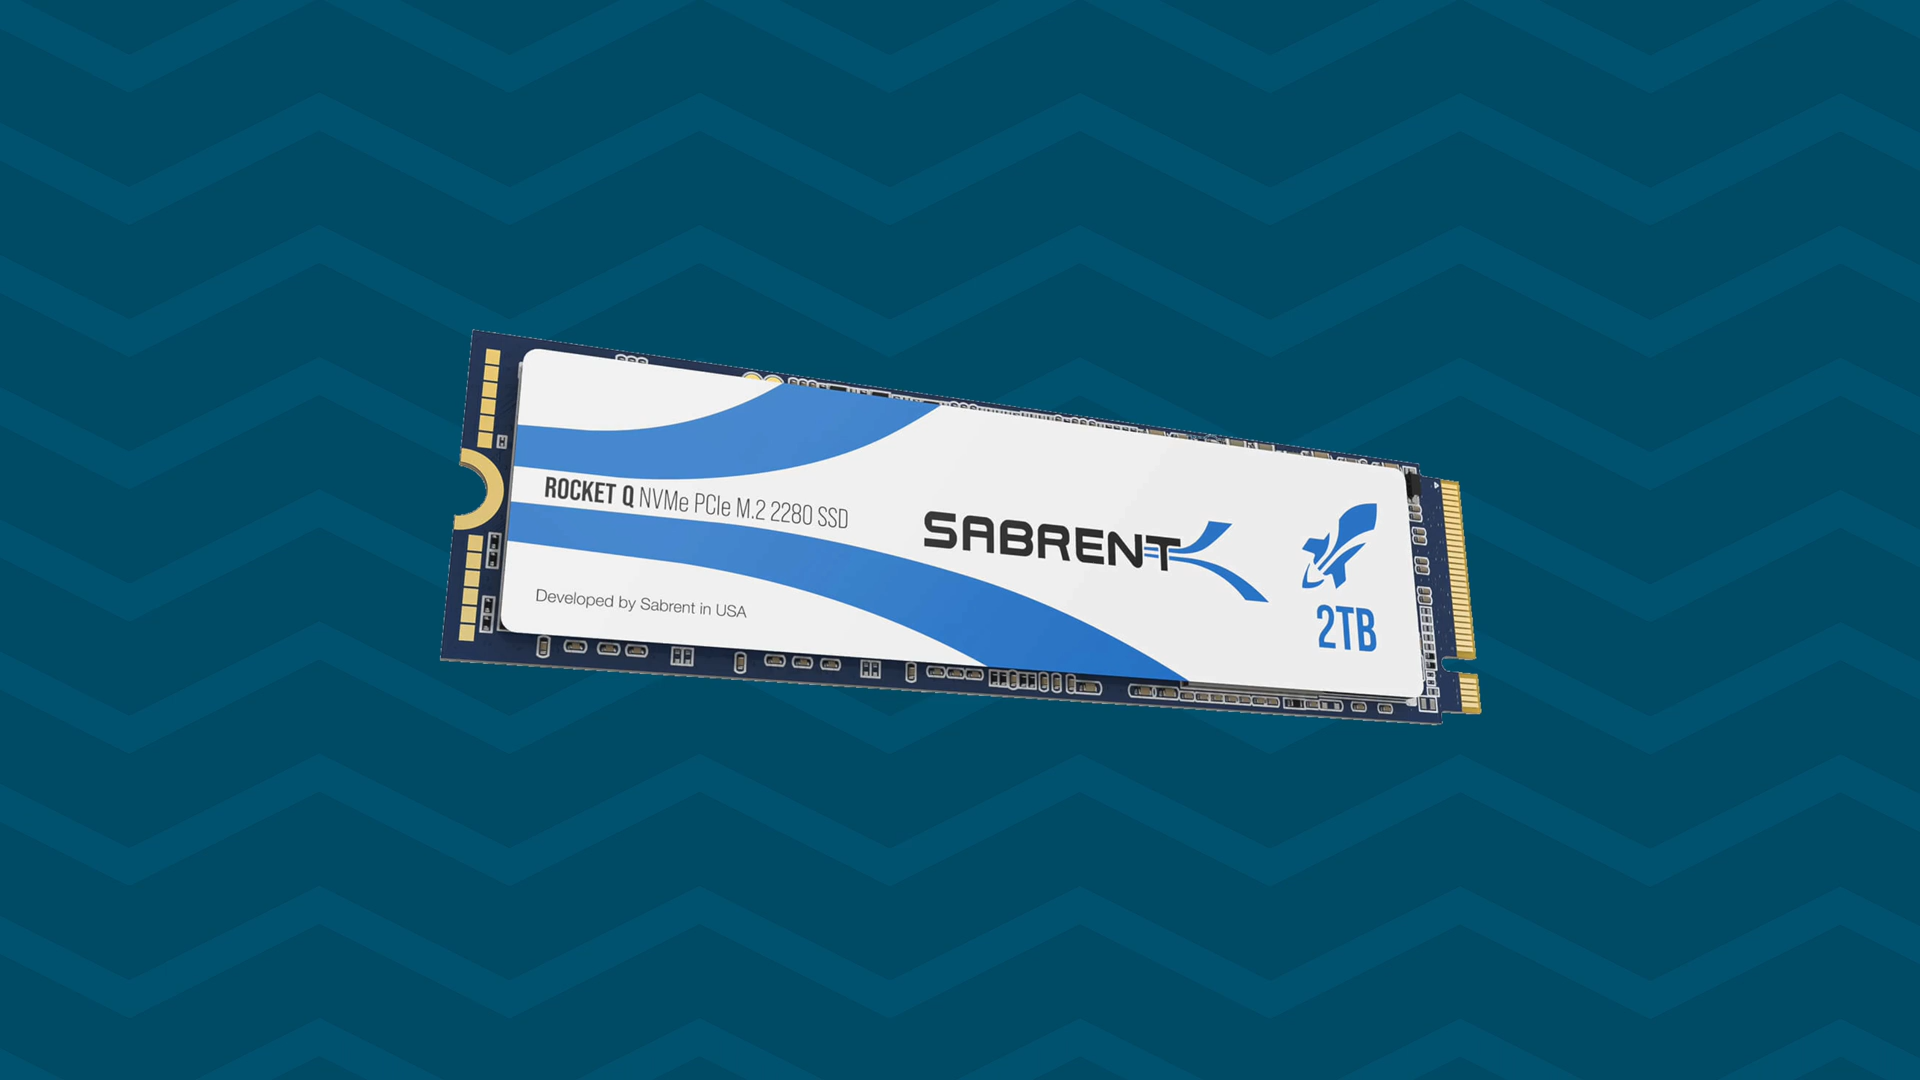 ROCKET Q NVMe PCIe M.2 2280 SSD
SABRENT
2TB
Developed by Sabrent in USA